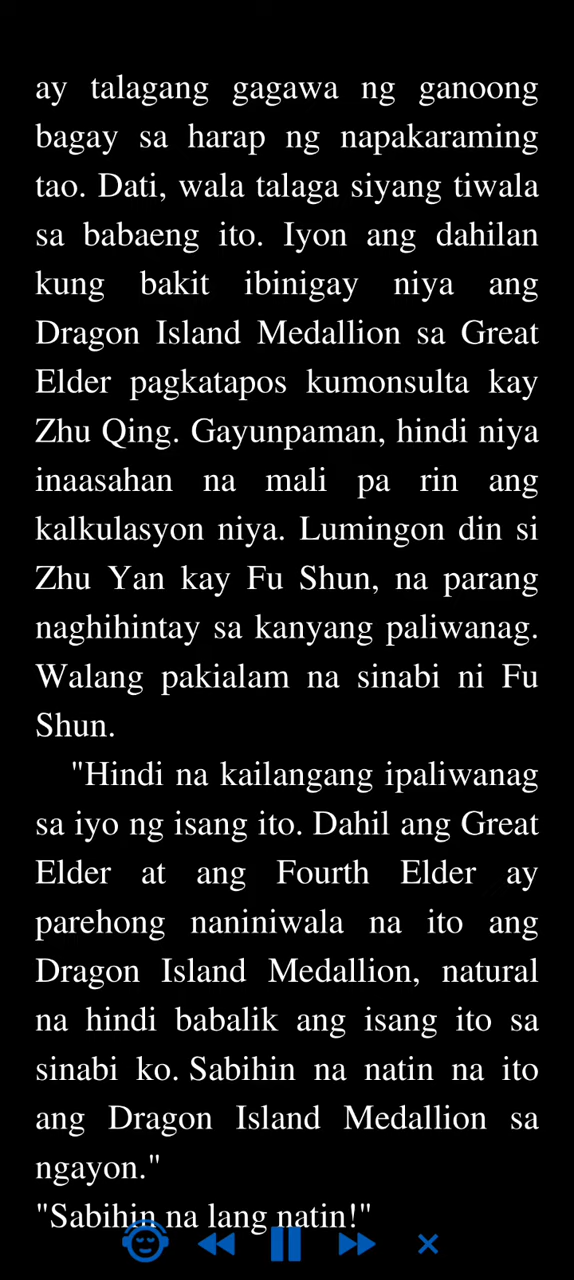 ay talagang gagawa ng ganoong
bagay sa harap ng napakaraming
tao. Dati, wala talaga siyang tiwala
sa babaeng ito. Iyon ang dahilan
kung bakit ibinigay niya ang
Dragon Island Medallion sa Great
Elder pagkatapos kumonsulta kay
Zhu Qing. Gayunpaman, hindi niya
inaasahan na mali pa rin ang
kalkulasyon niya. Lumingon din si
Zhu Yan kay Fu Shun, na parang
naghihintay sa kanyang paliwanag.
Walang pakialam na sinabi ni Fu
Shun.
"Hindi na kailangang ipaliwanag
sa iyo ng isang ito. Dahil ang Great
Elder at ang Fourth Elder ay
parehong naniniwala na ito ang
Dragon Island Medallion, natural
na hindi babalik ang isang ito sa
sinabi ko. Sabihin na natin na ito
ang Dragon Island Medallion sa
ngayon."
"Sabihin na lang natin!"